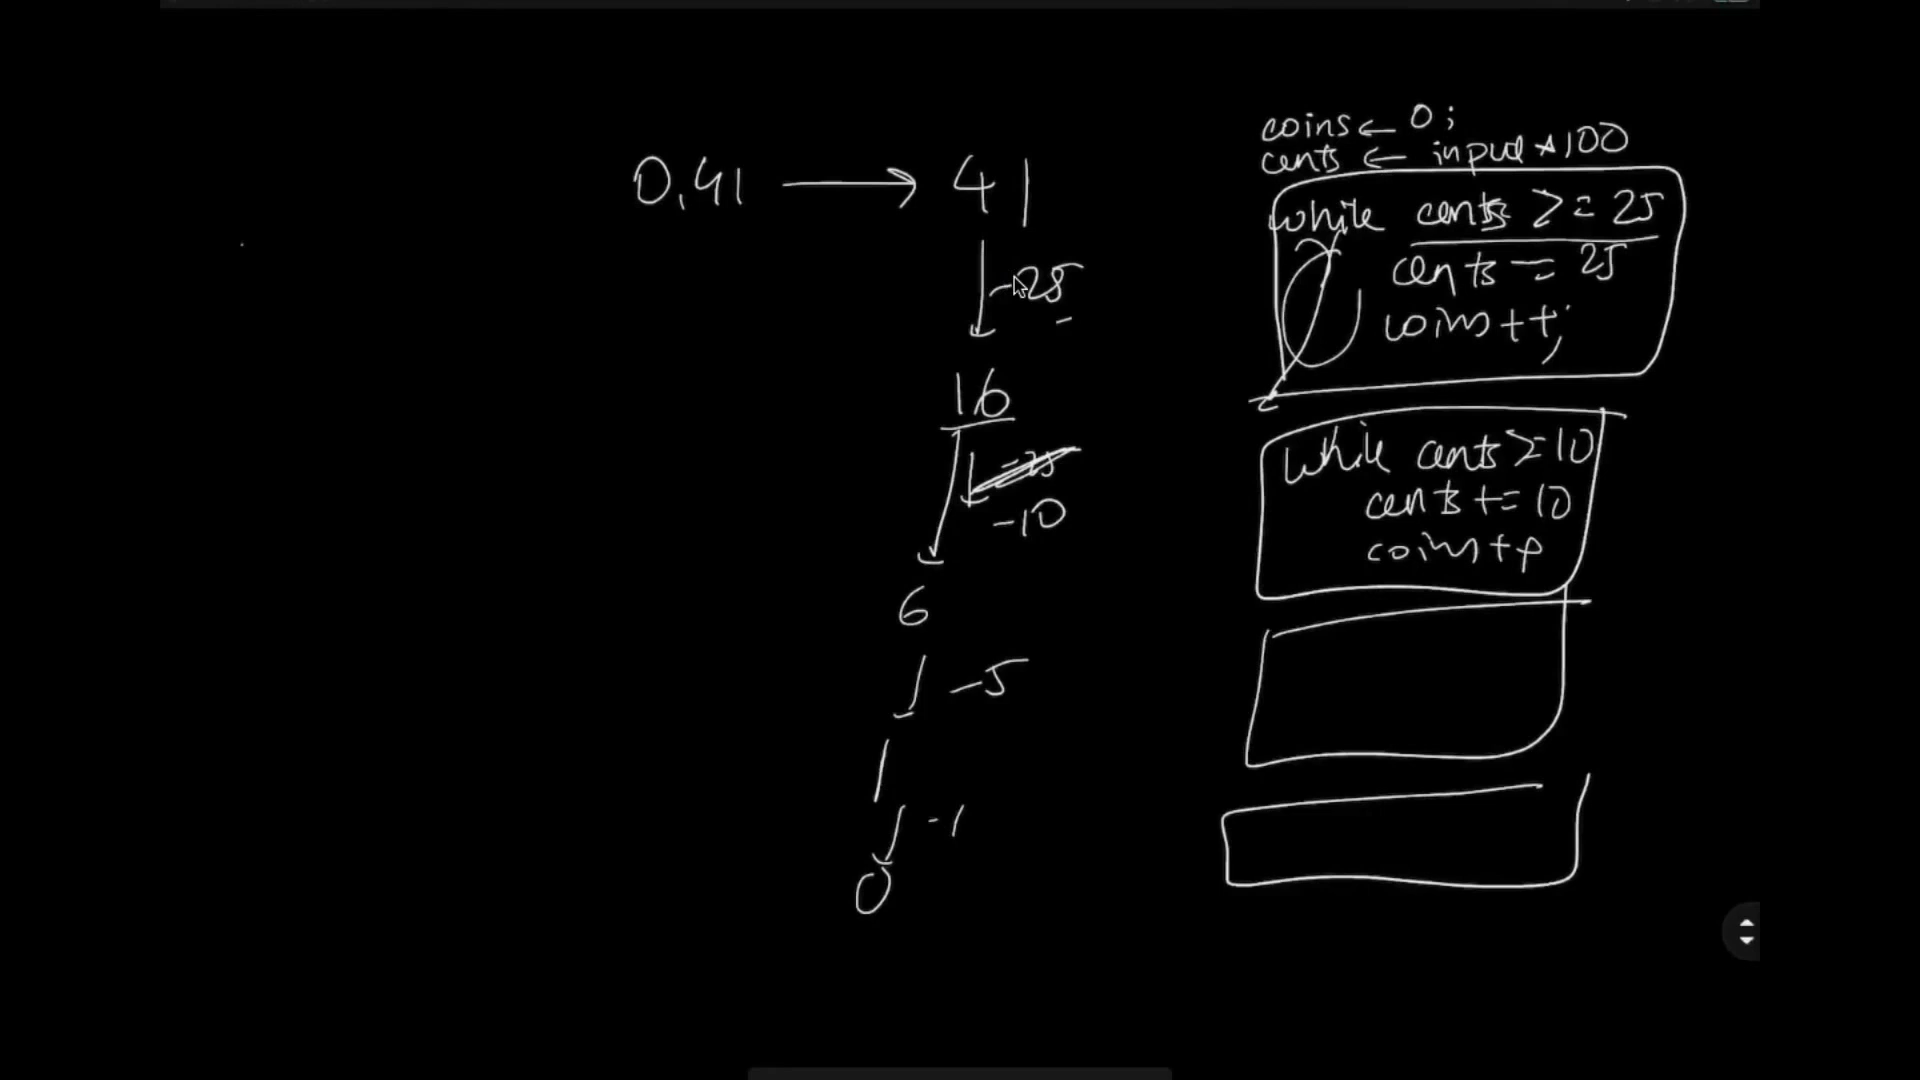 0.41 → 41
-25
16
-25
-10
6
-5
1
-1
0
coins ← 0;
cents ← input * 100
while cents >= 25
cents -= 25
coins++;
while cents >= 10
cents += 10
coins++